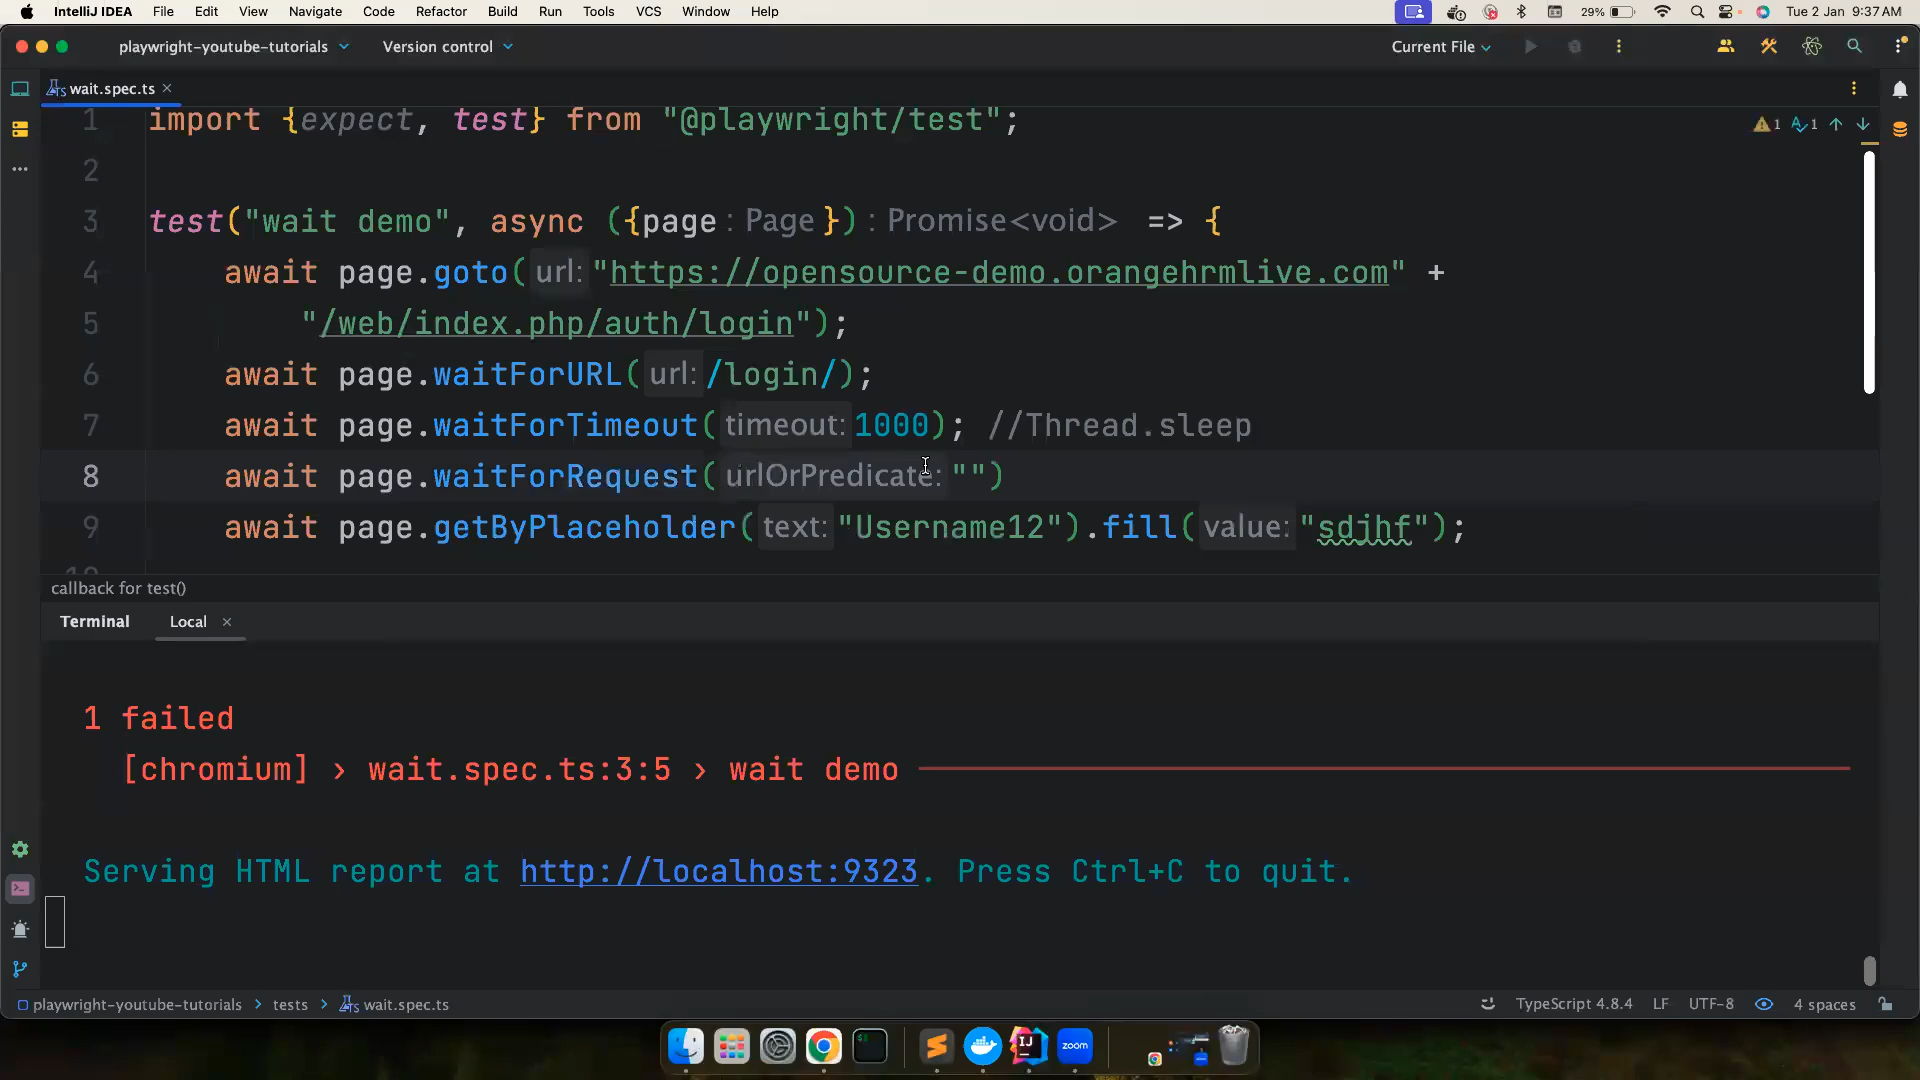 IntelliJ IDEA File Edit View Navigate Code Refactor Build Run Tools VCS Window Help 29% Tue 2 Jan 9:37 AM
playwright-youtube-tutorials Version control Current File
wait.spec.ts
1 import {expect, test} from "@playwright/test"; 1 1
2
3 test("wait demo", async ({page : Page }) : Promise<void> => {
4 await page.goto( url: "https://opensource-demo.orangehrmlive.com" +
5 "/web/index.php/auth/login");
6 await page.waitForURL( url: /login/);
7 await page.waitForTimeout( timeout: 1000); //Thread.sleep
8 await page.waitForRequest( urlOrPredicate: "")
9 await page.getByPlaceholder( text: "Username12").fill( value: "sdjhf");
10
callback for test()
Terminal Local
1 failed
[chromium] › wait.spec.ts:3:5 › wait demo
Serving HTML report at http://localhost:9323. Press Ctrl+C to quit.
playwright-youtube-tutorials > tests > wait.spec.ts TypeScript 4.8.4 LF UTF-8 4 spaces
IJ zoom